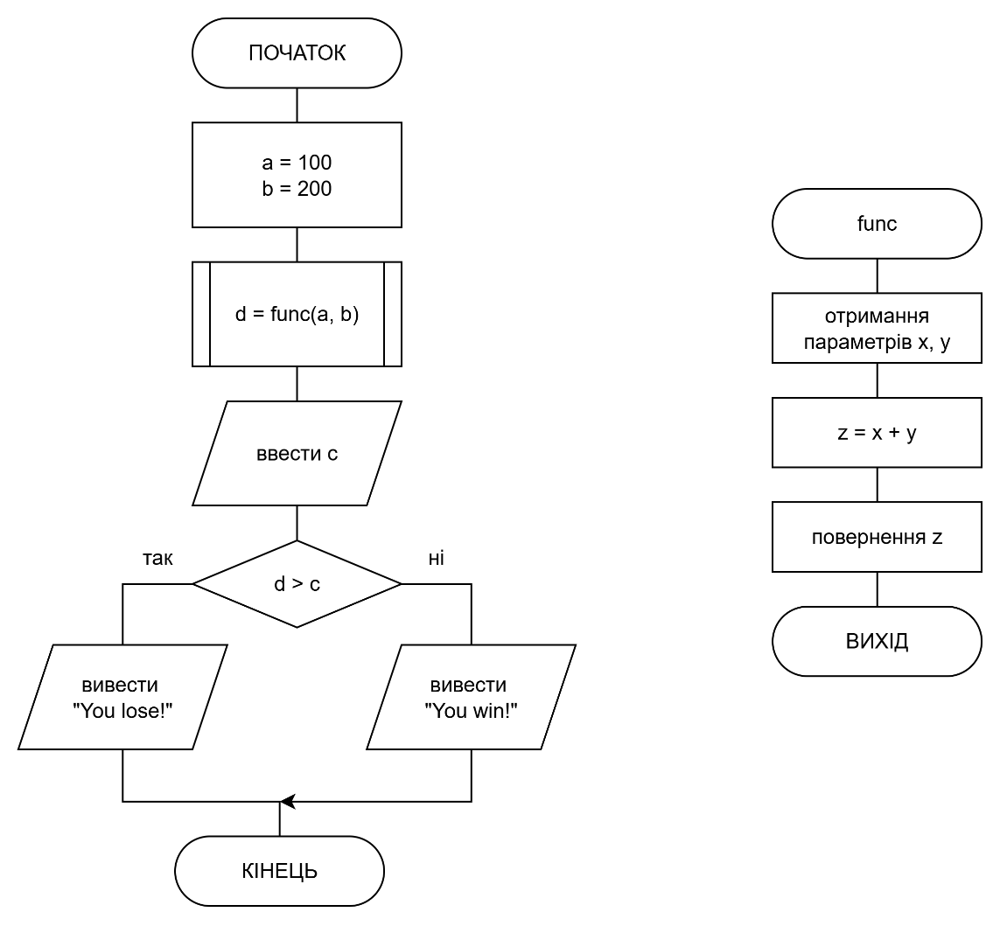 ПОЧАТОК
a = 100
b = 200
d = func(a, b)
ввести c
так
ні
d > c
вивести
"You lose!"
вивести
"You win!"
КІНЕЦЬ
func
отримання
параметрів x, y
z = x + y
повернення z
ВИХІД